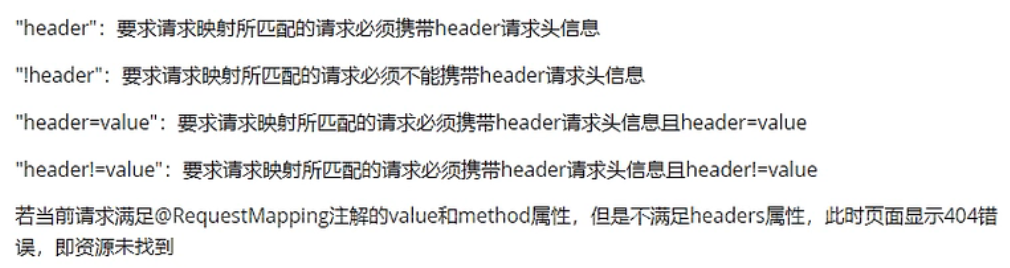 "header"：要求请求映射所匹配的请求必须携带header请求头信息
"!header"：要求请求映射所匹配的请求必须不能携带header请求头信息
"header=value"：要求请求映射所匹配的请求必须携带header请求头信息且header=value
"header!=value"：要求请求映射所匹配的请求必须携带header请求头信息且header!=value
若当前请求满足@RequestMapping注解的value和method属性，但是不满足headers属性，此时页面显示404错
误，即资源未找到